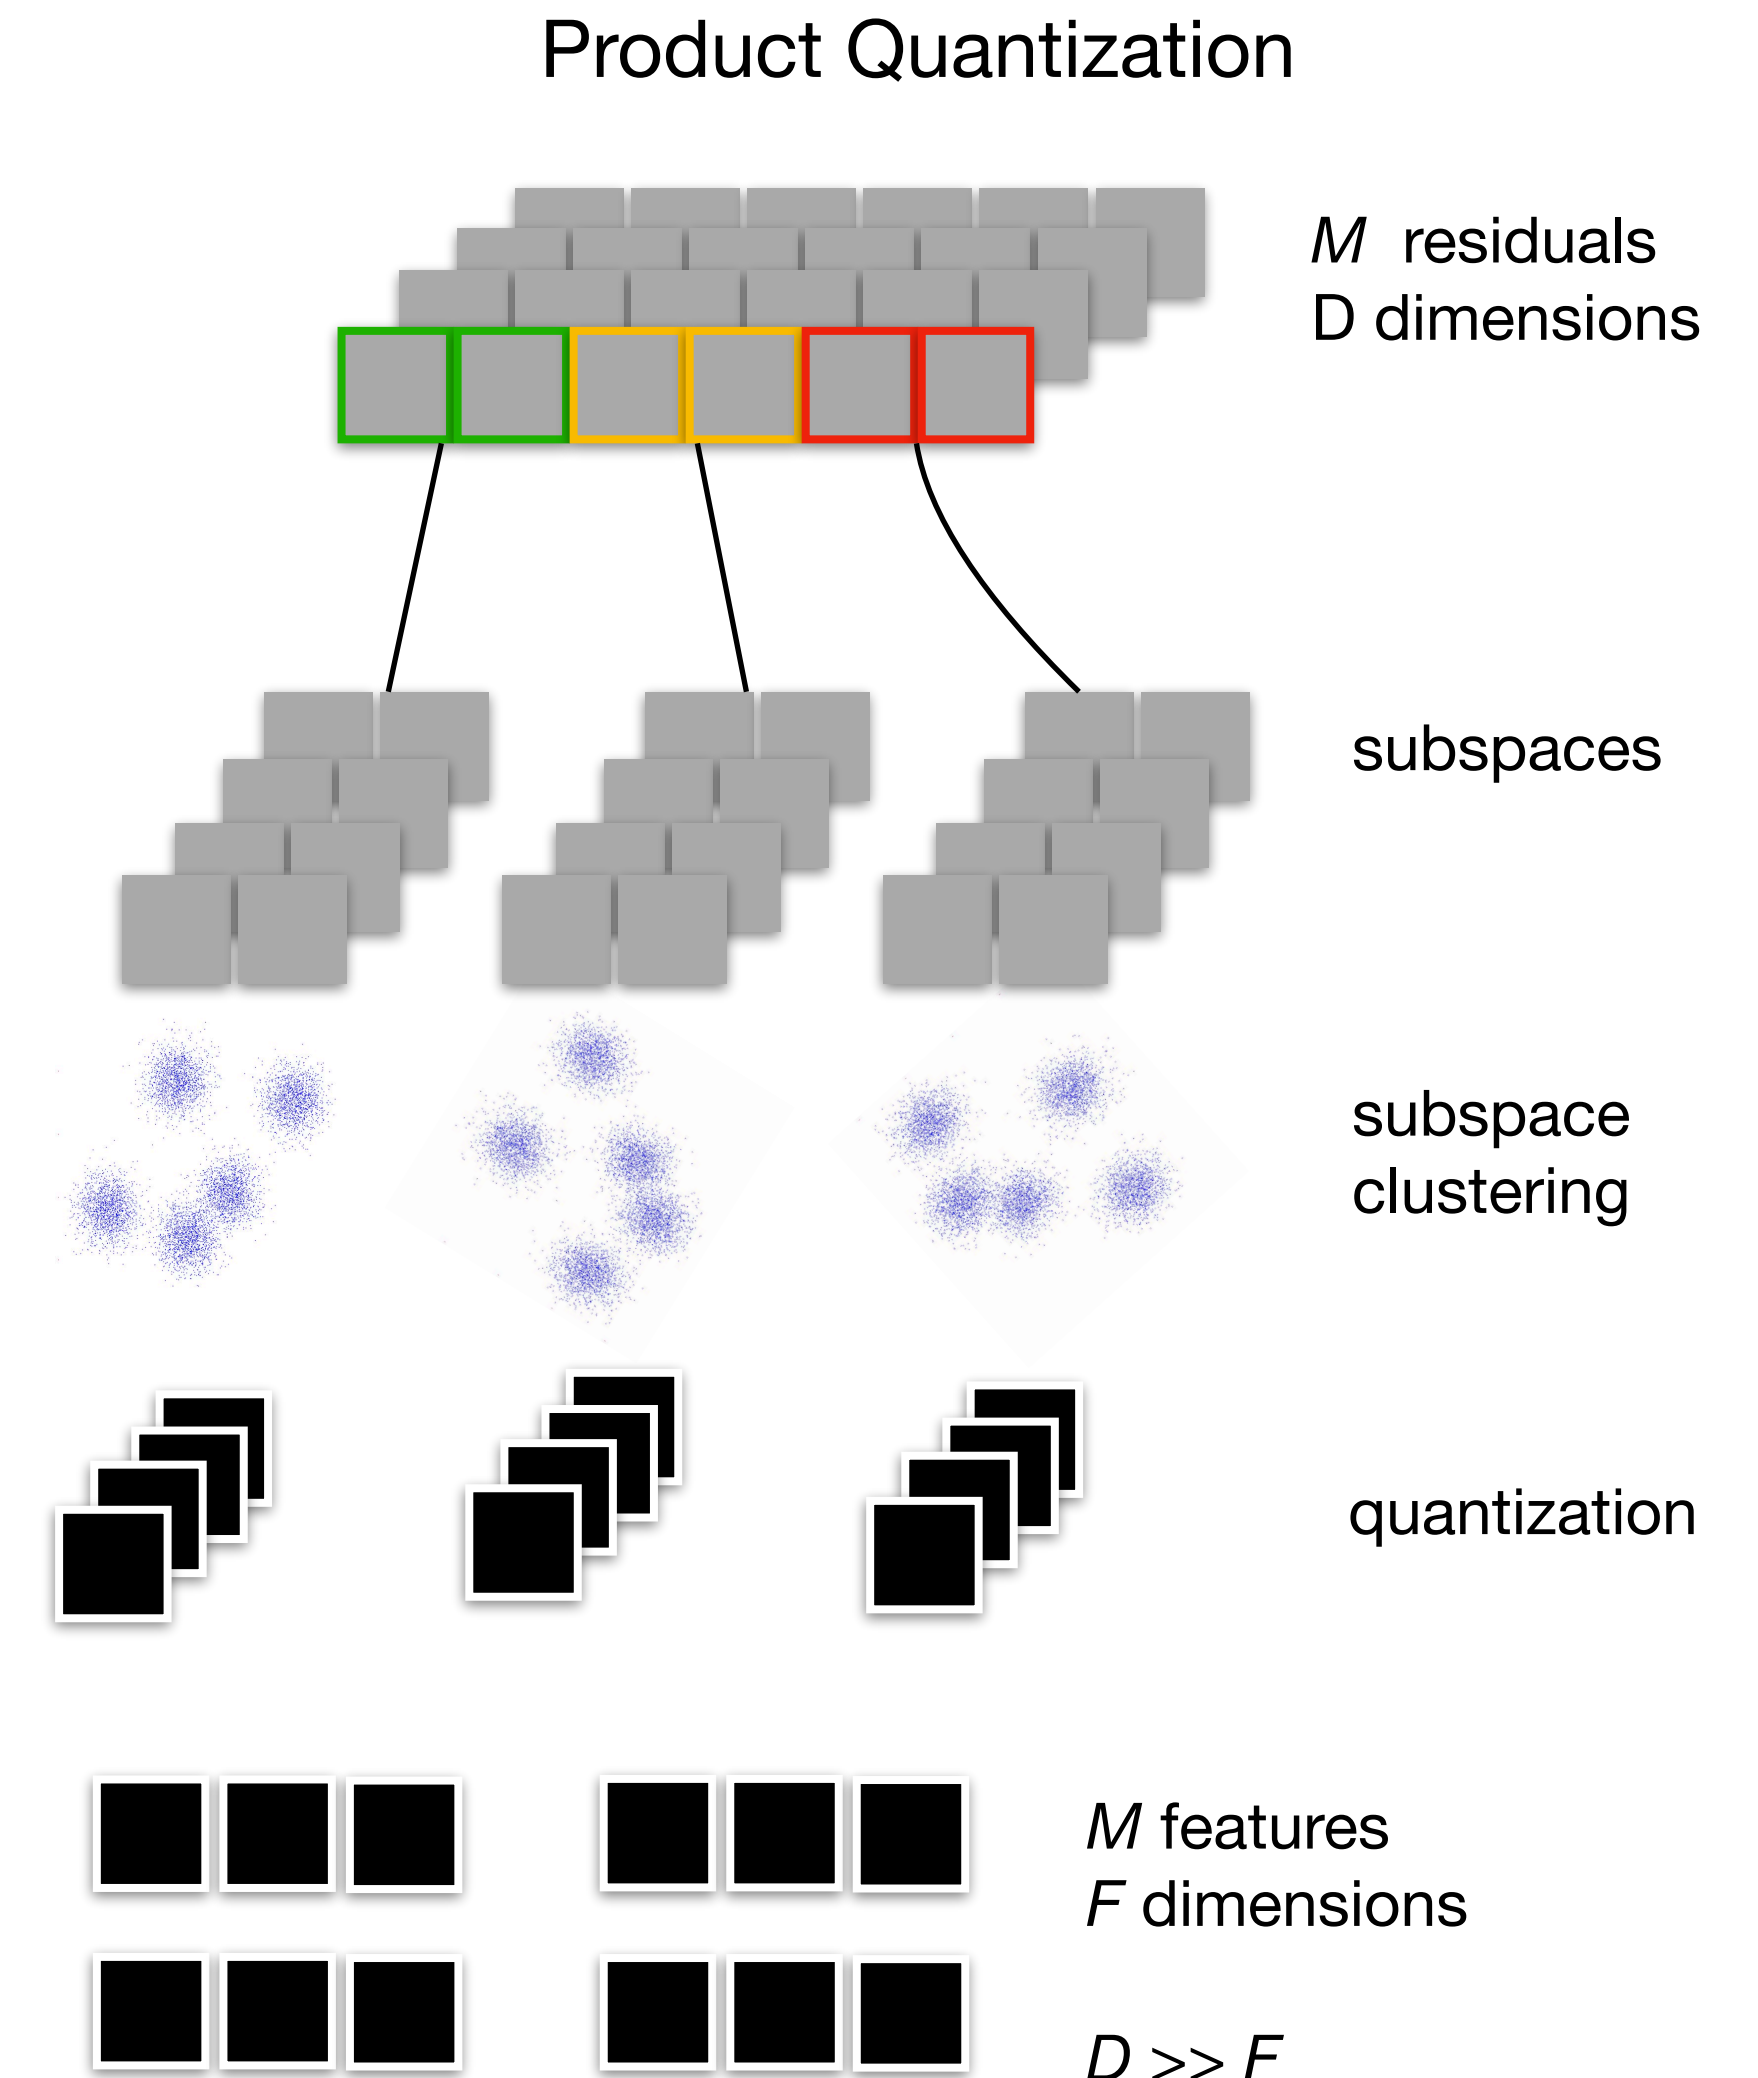 Product Quantization
M residuals
D dimensions
subspaces
subspace
clustering
quantization
M features
F dimensions
D >> F